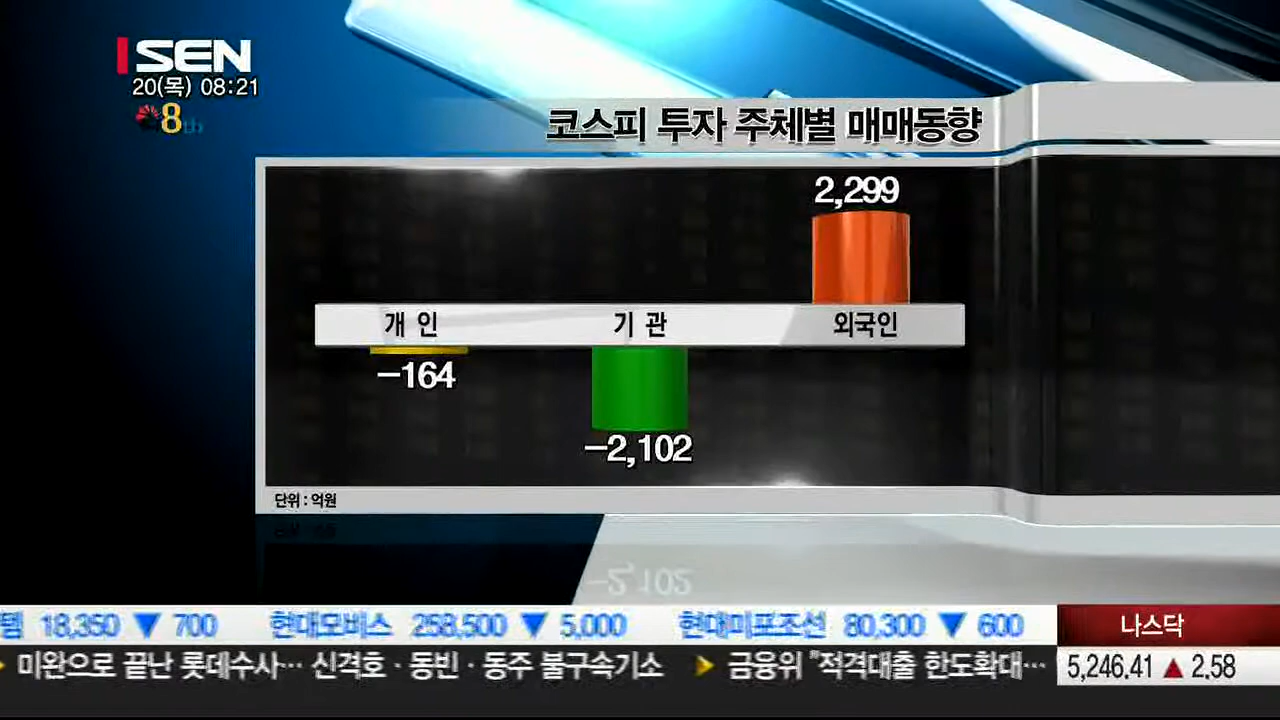 SEN
20(목) 08:21
8th
코스피 투자 주체별 매매동향
2,299
개 인 기 관 외국인
-164
-2,102
단위 : 억원
템 18,350 ▼ 700 현대모비스 258,500 ▼ 5,000 현대미포조선 80,300 ▼ 600 나스닥
미완으로 끝난 롯데수사… 신격호·동빈·동주 불구속기소 금융위 "적격대출 한도확대… 5,246.41 ▲ 2.58